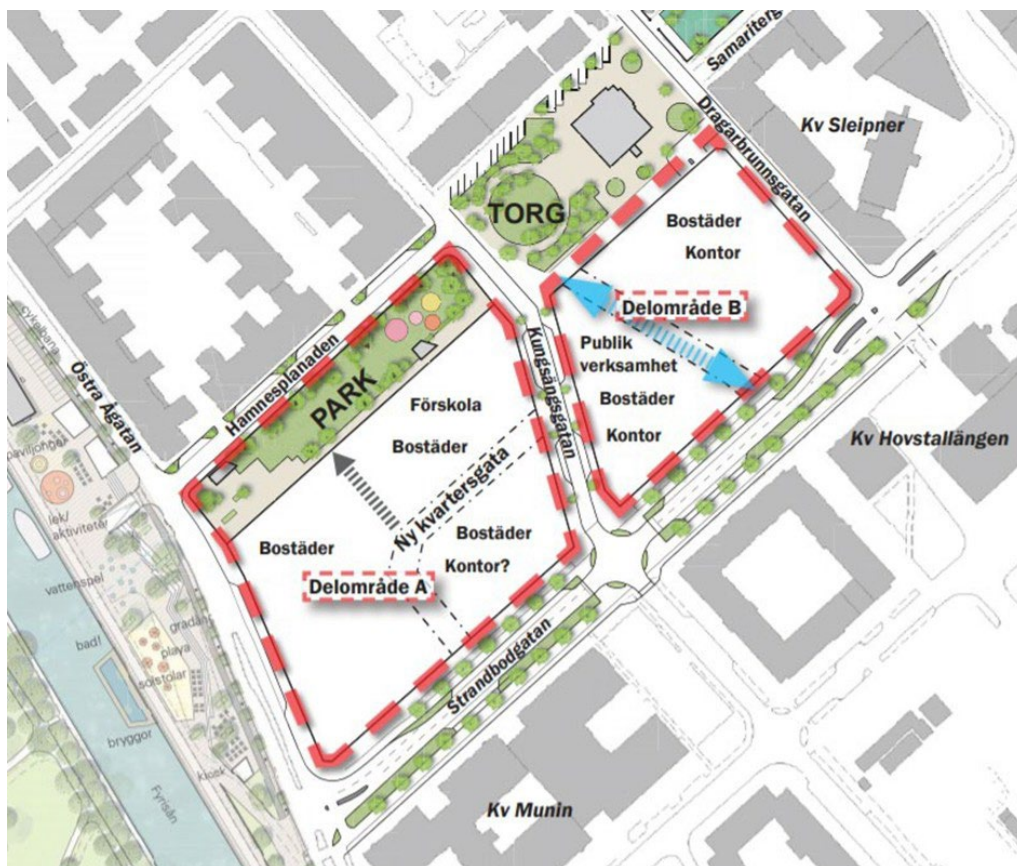 Samariterg
Dragarbrunnsgatan
Kv Sleipner
TORG
Bostäder
Kontor
Delområde B
Publik
verksamhet
Bostäder
Kontor
Kungsängsgatan
Kv Hovstallängen
Hamnesplanaden
PARK
Förskola
Bostäder
Ny kvartersgata
Bostäder
Kontor?
Bostäder
Delområde A
Strandbodgatan
Kv Munin
cykelbana
Östra Ågatan
paviljonger
lek/
aktiviteter
vattenspel
gradäng
bad!
playa
solstolar
bryggor
kiosk
Fyrisån